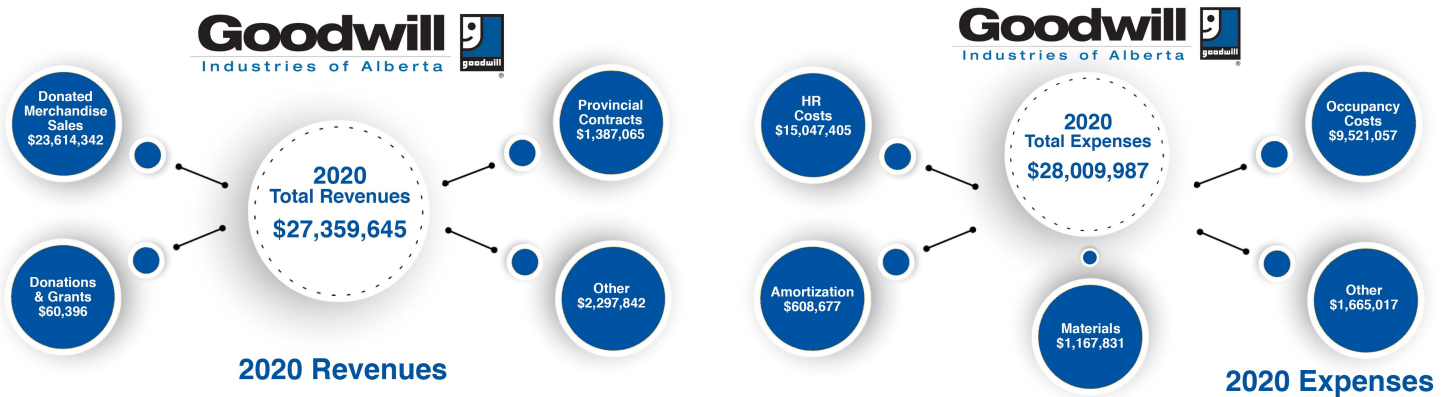 Goodwill
Industries of Alberta
goodwill
®
Donated
Merchandise
Sales
$23,614,342
Provincial
Contracts
$1,387,065
2020
Total Revenues
$27,359,645
Donations
& Grants
$60,396
Other
$2,297,842
2020 Revenues
Goodwill
Industries of Alberta
goodwill
®
HR
Costs
$15,047,405
2020
Total Expenses
$28,009,987
Occupancy
Costs
$9,521,057
Amortization
$608,677
Materials
$1,167,831
Other
$1,665,017
2020 Expenses